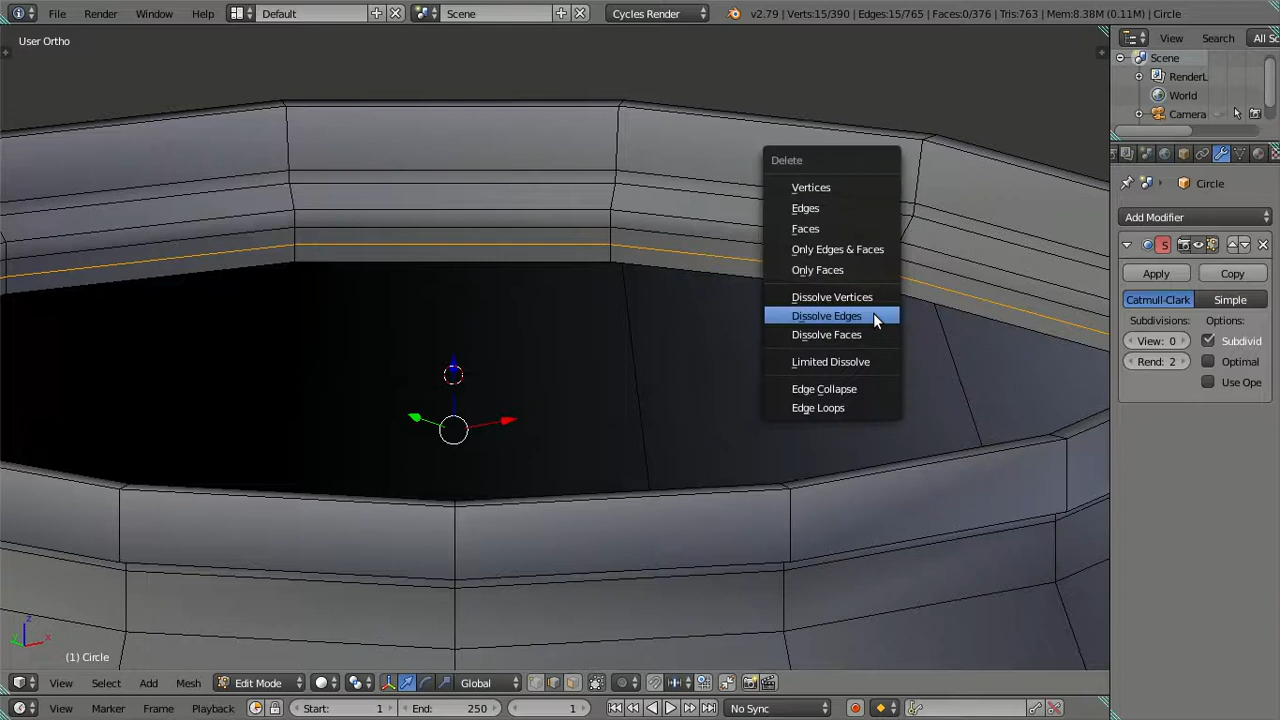 File Render Window Help Default Scene Cycles Render v2.79 | Verts:15/390 | Edges:15/765 | Faces:0/376 | Tris:763 | Mem:8.38M (0.11M) | Circle
User Ortho
View Search All Sc
Scene
RenderL
World
Camera
Circle
Add Modifier
S
Apply Copy
Catmull-Clark Simple
Subdivisions: Options:
View: 0 Subdivid
Rend: 2 Optimal
Use Ope
Delete
Vertices
Edges
Faces
Only Edges & Faces
Only Faces
Dissolve Vertices
Dissolve Edges
Dissolve Faces
Limited Dissolve
Edge Collapse
Edge Loops
z
y x
(1) Circle
View Select Add Mesh Edit Mode Global
View Marker Frame Playback Start: 1 End: 250 1 No Sync